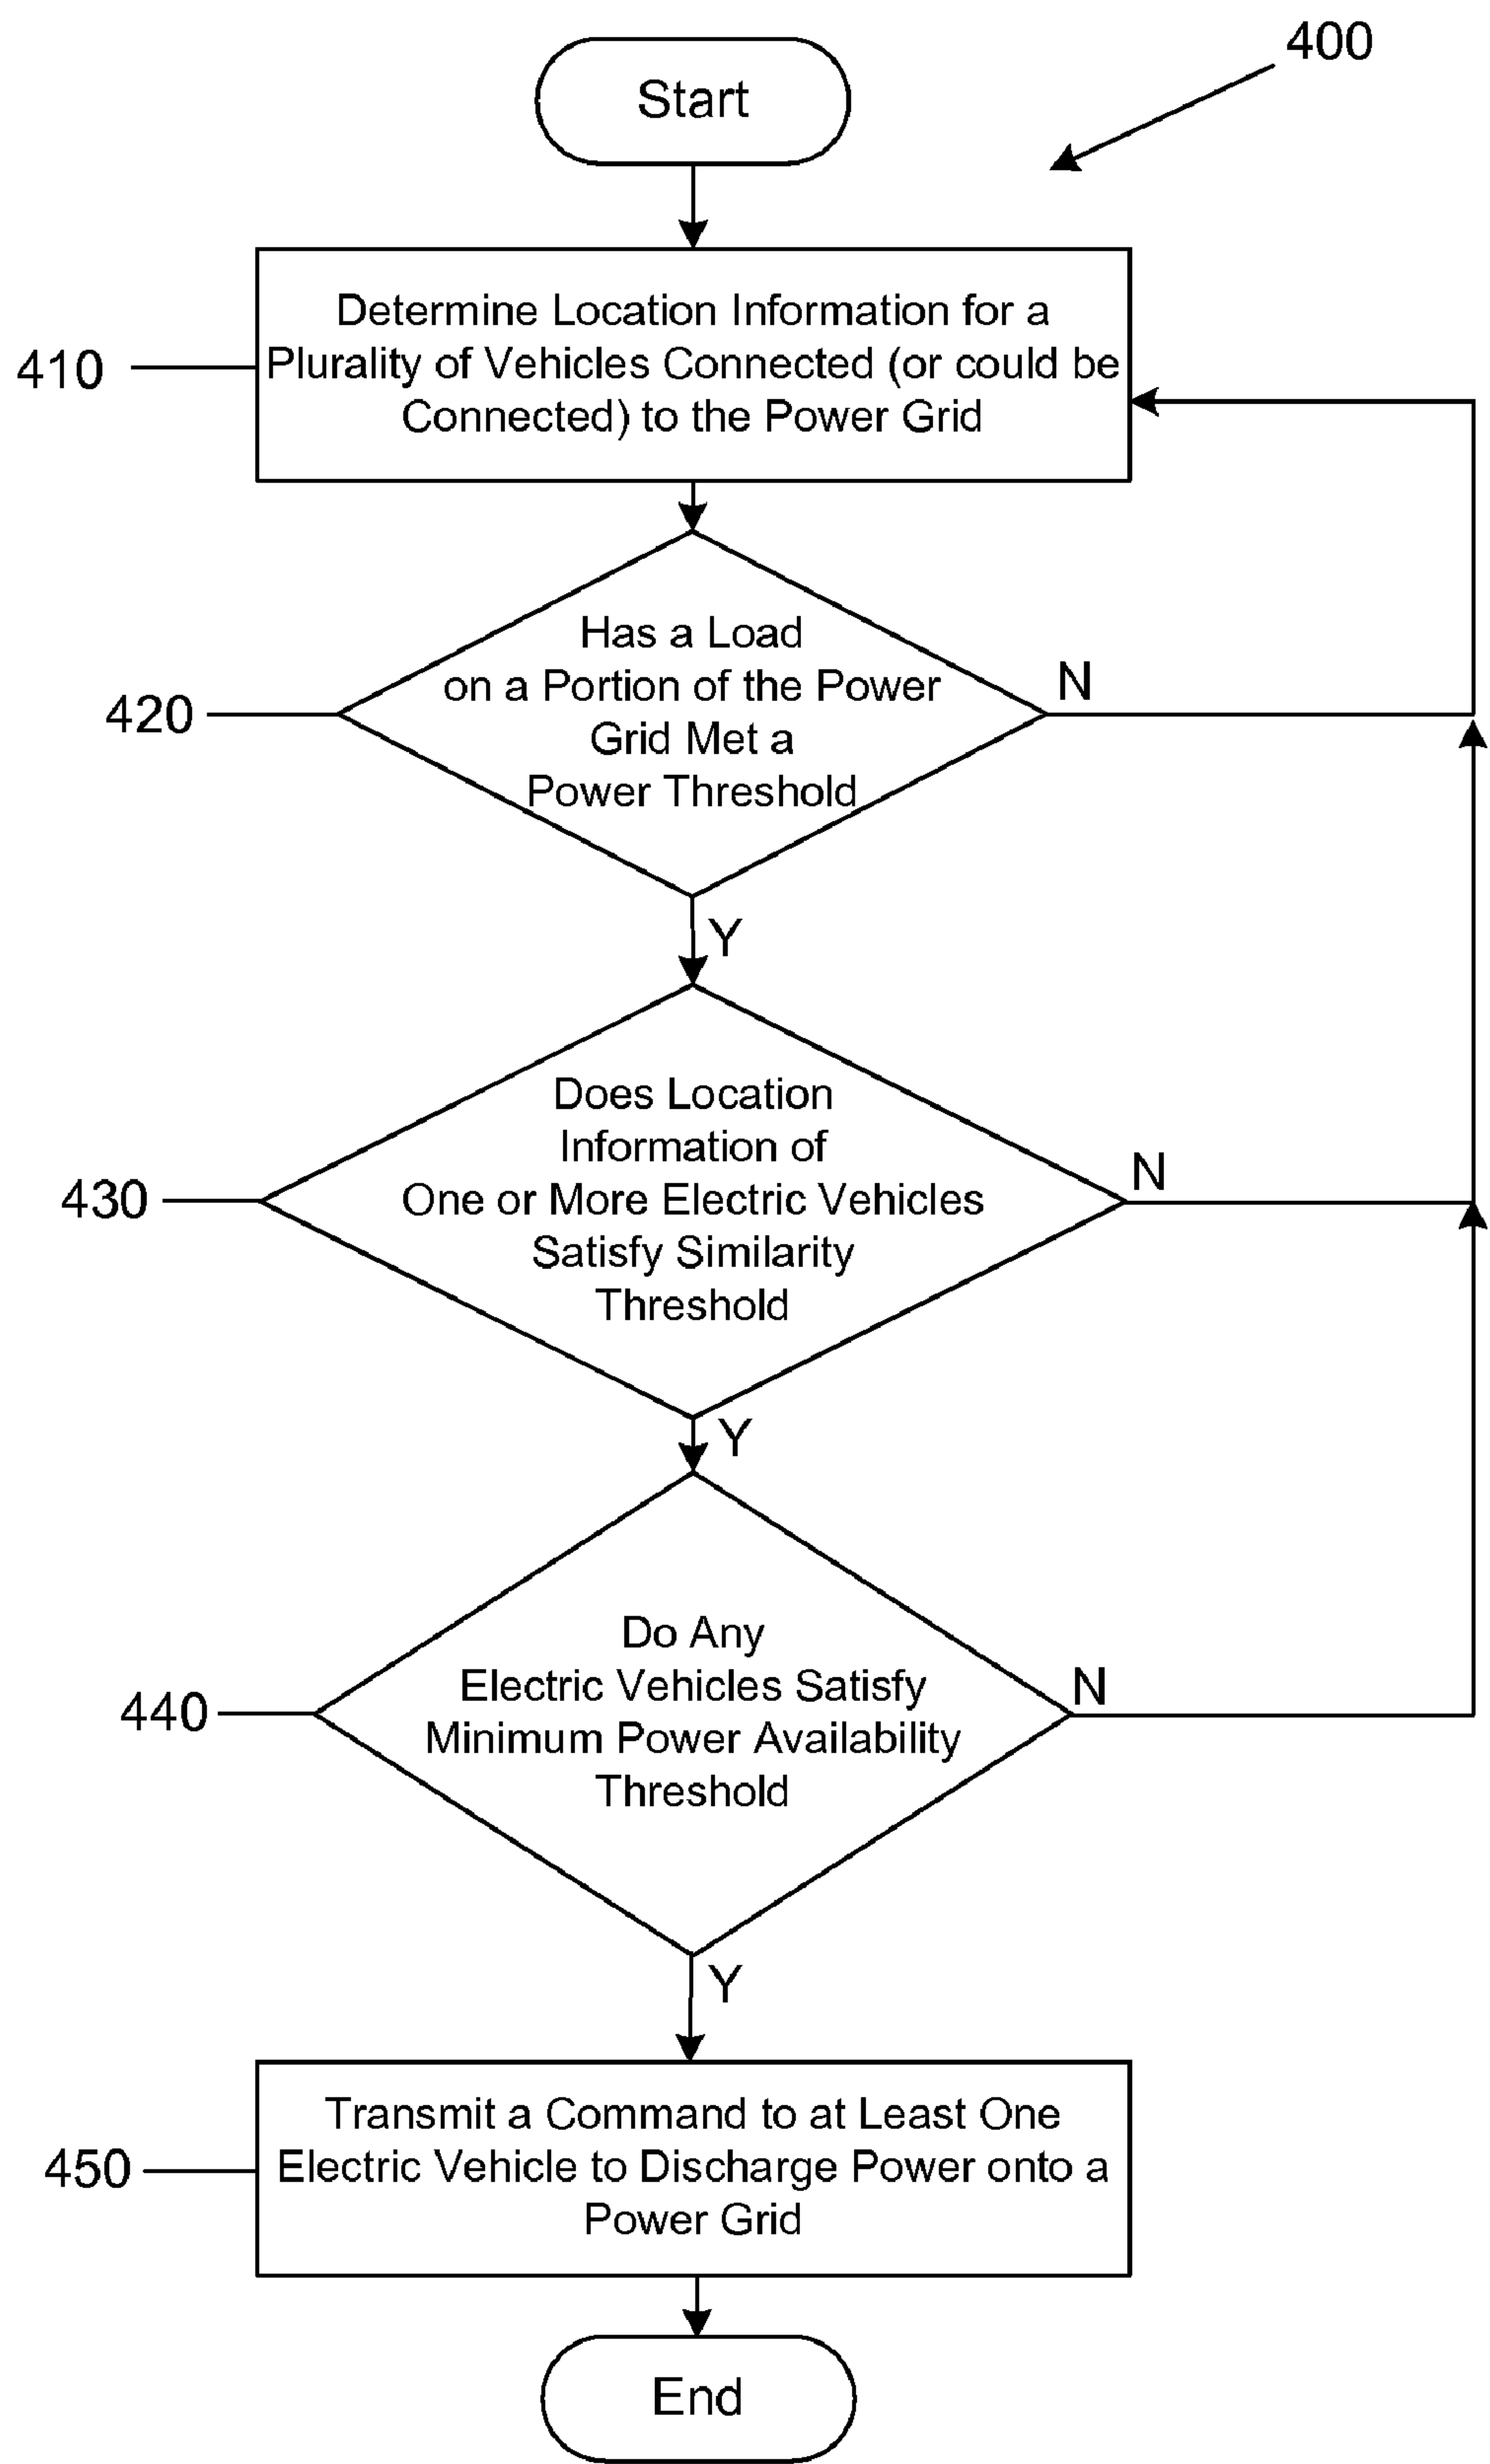 400
Start
410
Determine Location Information for a
Plurality of Vehicles Connected (or could be
Connected) to the Power Grid
420
Has a Load
on a Portion of the Power
Grid Met a
Power Threshold
N
Y
430
Does Location
Information of
One or More Electric Vehicles
Satisfy Similarity
Threshold
N
Y
440
Do Any
Electric Vehicles Satisfy
Minimum Power Availability
Threshold
N
Y
450
Transmit a Command to at Least One
Electric Vehicle to Discharge Power onto a
Power Grid
End